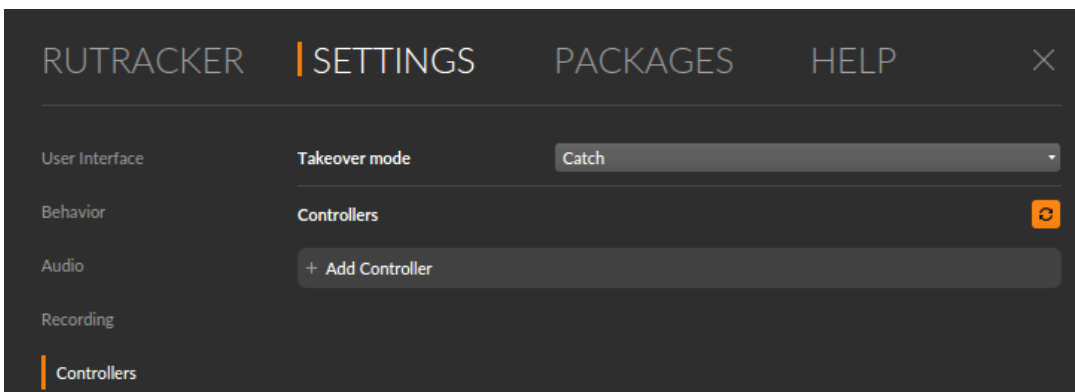 RUTRACKER SETTINGS PACKAGES HELP
User Interface Takeover mode Catch
Behavior Controllers
Audio + Add Controller
Recording
Controllers